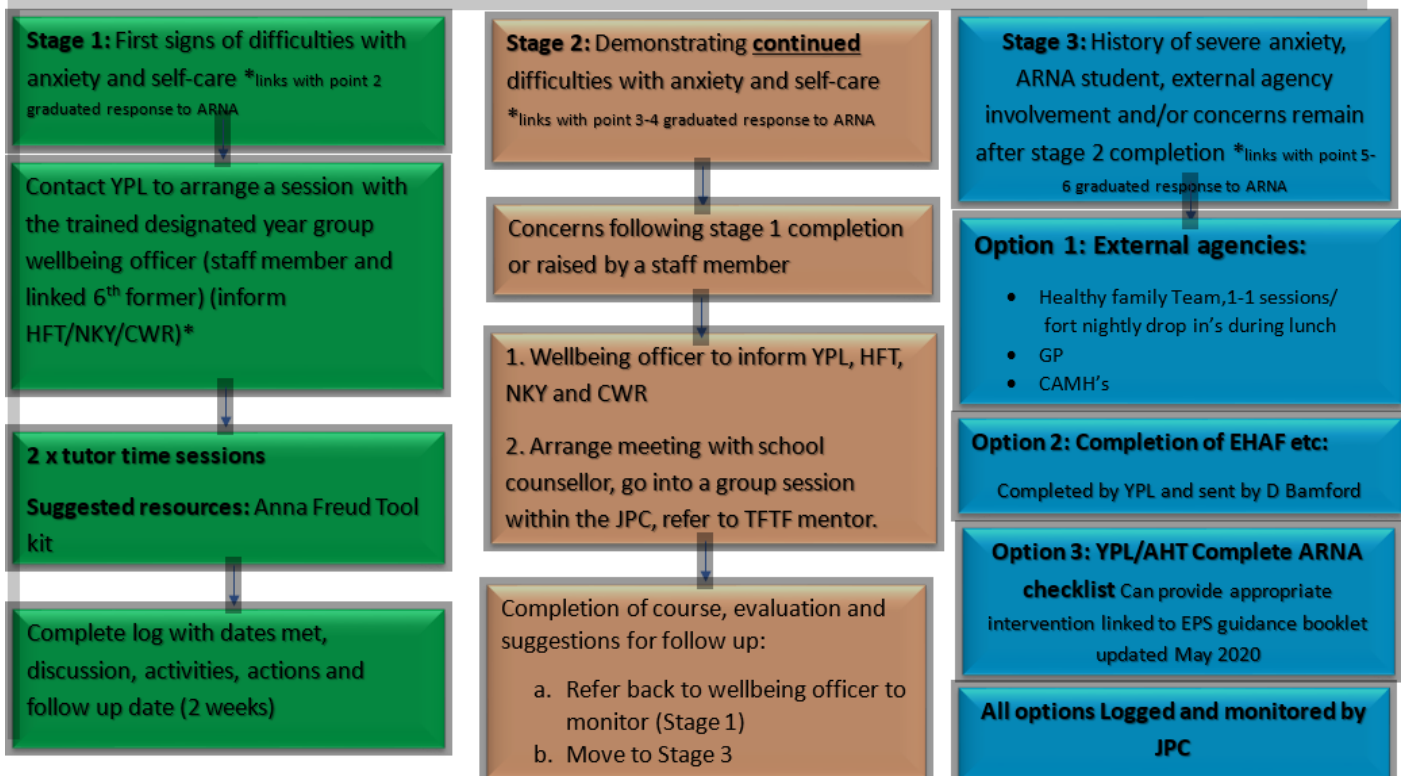 Stage 1: First signs of difficulties with
anxiety and self-care *links with point 2
graduated response to ARNA
Contact YPL to arrange a session with
the trained designated year group
wellbeing officer (staff member and
linked 6th former) (inform
HFT/NKY/CWR)*
2 x tutor time sessions
Suggested resources: Anna Freud Tool
kit
Complete log with dates met,
discussion, activities, actions and
follow up date (2 weeks)
Stage 2: Demonstrating continued
difficulties with anxiety and self-care
*links with point 3-4 graduated response to ARNA
Concerns following stage 1 completion
or raised by a staff member
1. Wellbeing officer to inform YPL, HFT,
NKY and CWR
2. Arrange meeting with school
counsellor, go into a group session
within the JPC, refer to TFTF mentor.
Completion of course, evaluation and
suggestions for follow up:
a. Refer back to wellbeing officer to
monitor (Stage 1)
b. Move to Stage 3
Stage 3: History of severe anxiety,
ARNA student, external agency
involvement and/or concerns remain
after stage 2 completion *links with point 5-
6 graduated response to ARNA
Option 1: External agencies:
• Healthy family Team,1-1 sessions/
fort nightly drop in's during lunch
• GP
• CAMH's
Option 2: Completion of EHAF etc:
Completed by YPL and sent by D Bamford
Option 3: YPL/AHT Complete ARNA
checklist Can provide appropriate
intervention linked to EPS guidance booklet
updated May 2020
All options Logged and monitored by
JPC